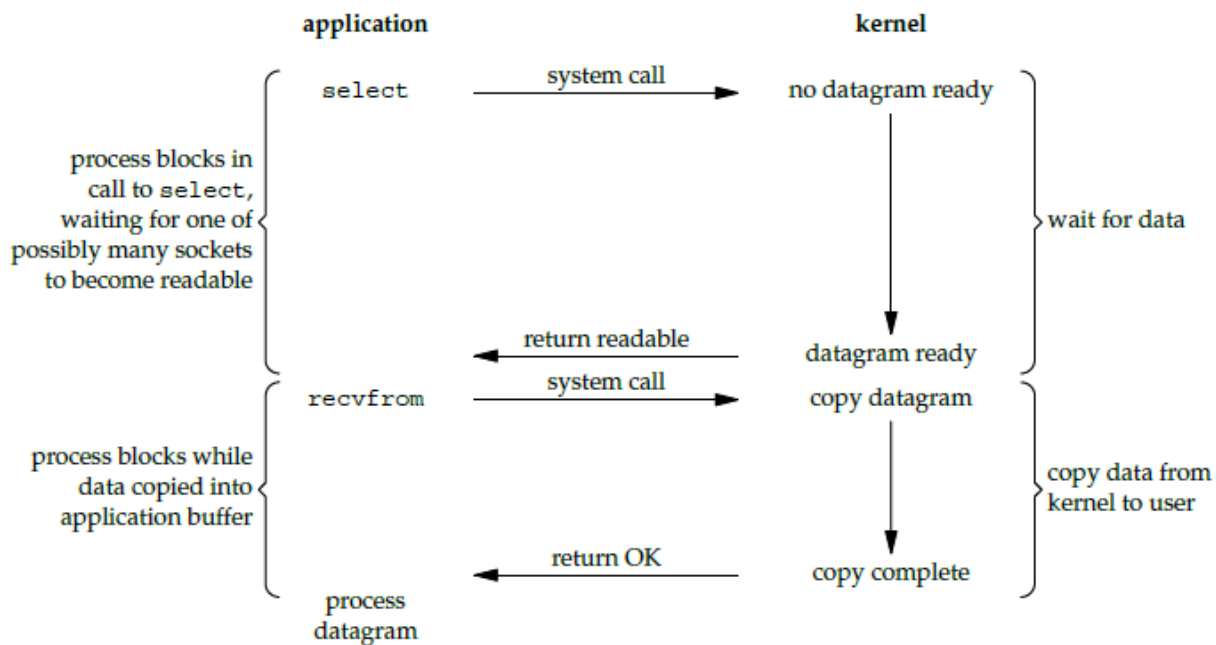 application
kernel
select
system call
no datagram ready
process blocks in
call to select,
waiting for one of
possibly many sockets
to become readable
wait for data
return readable
datagram ready
recvfrom
system call
copy datagram
process blocks while
data copied into
application buffer
copy data from
kernel to user
return OK
copy complete
process
datagram